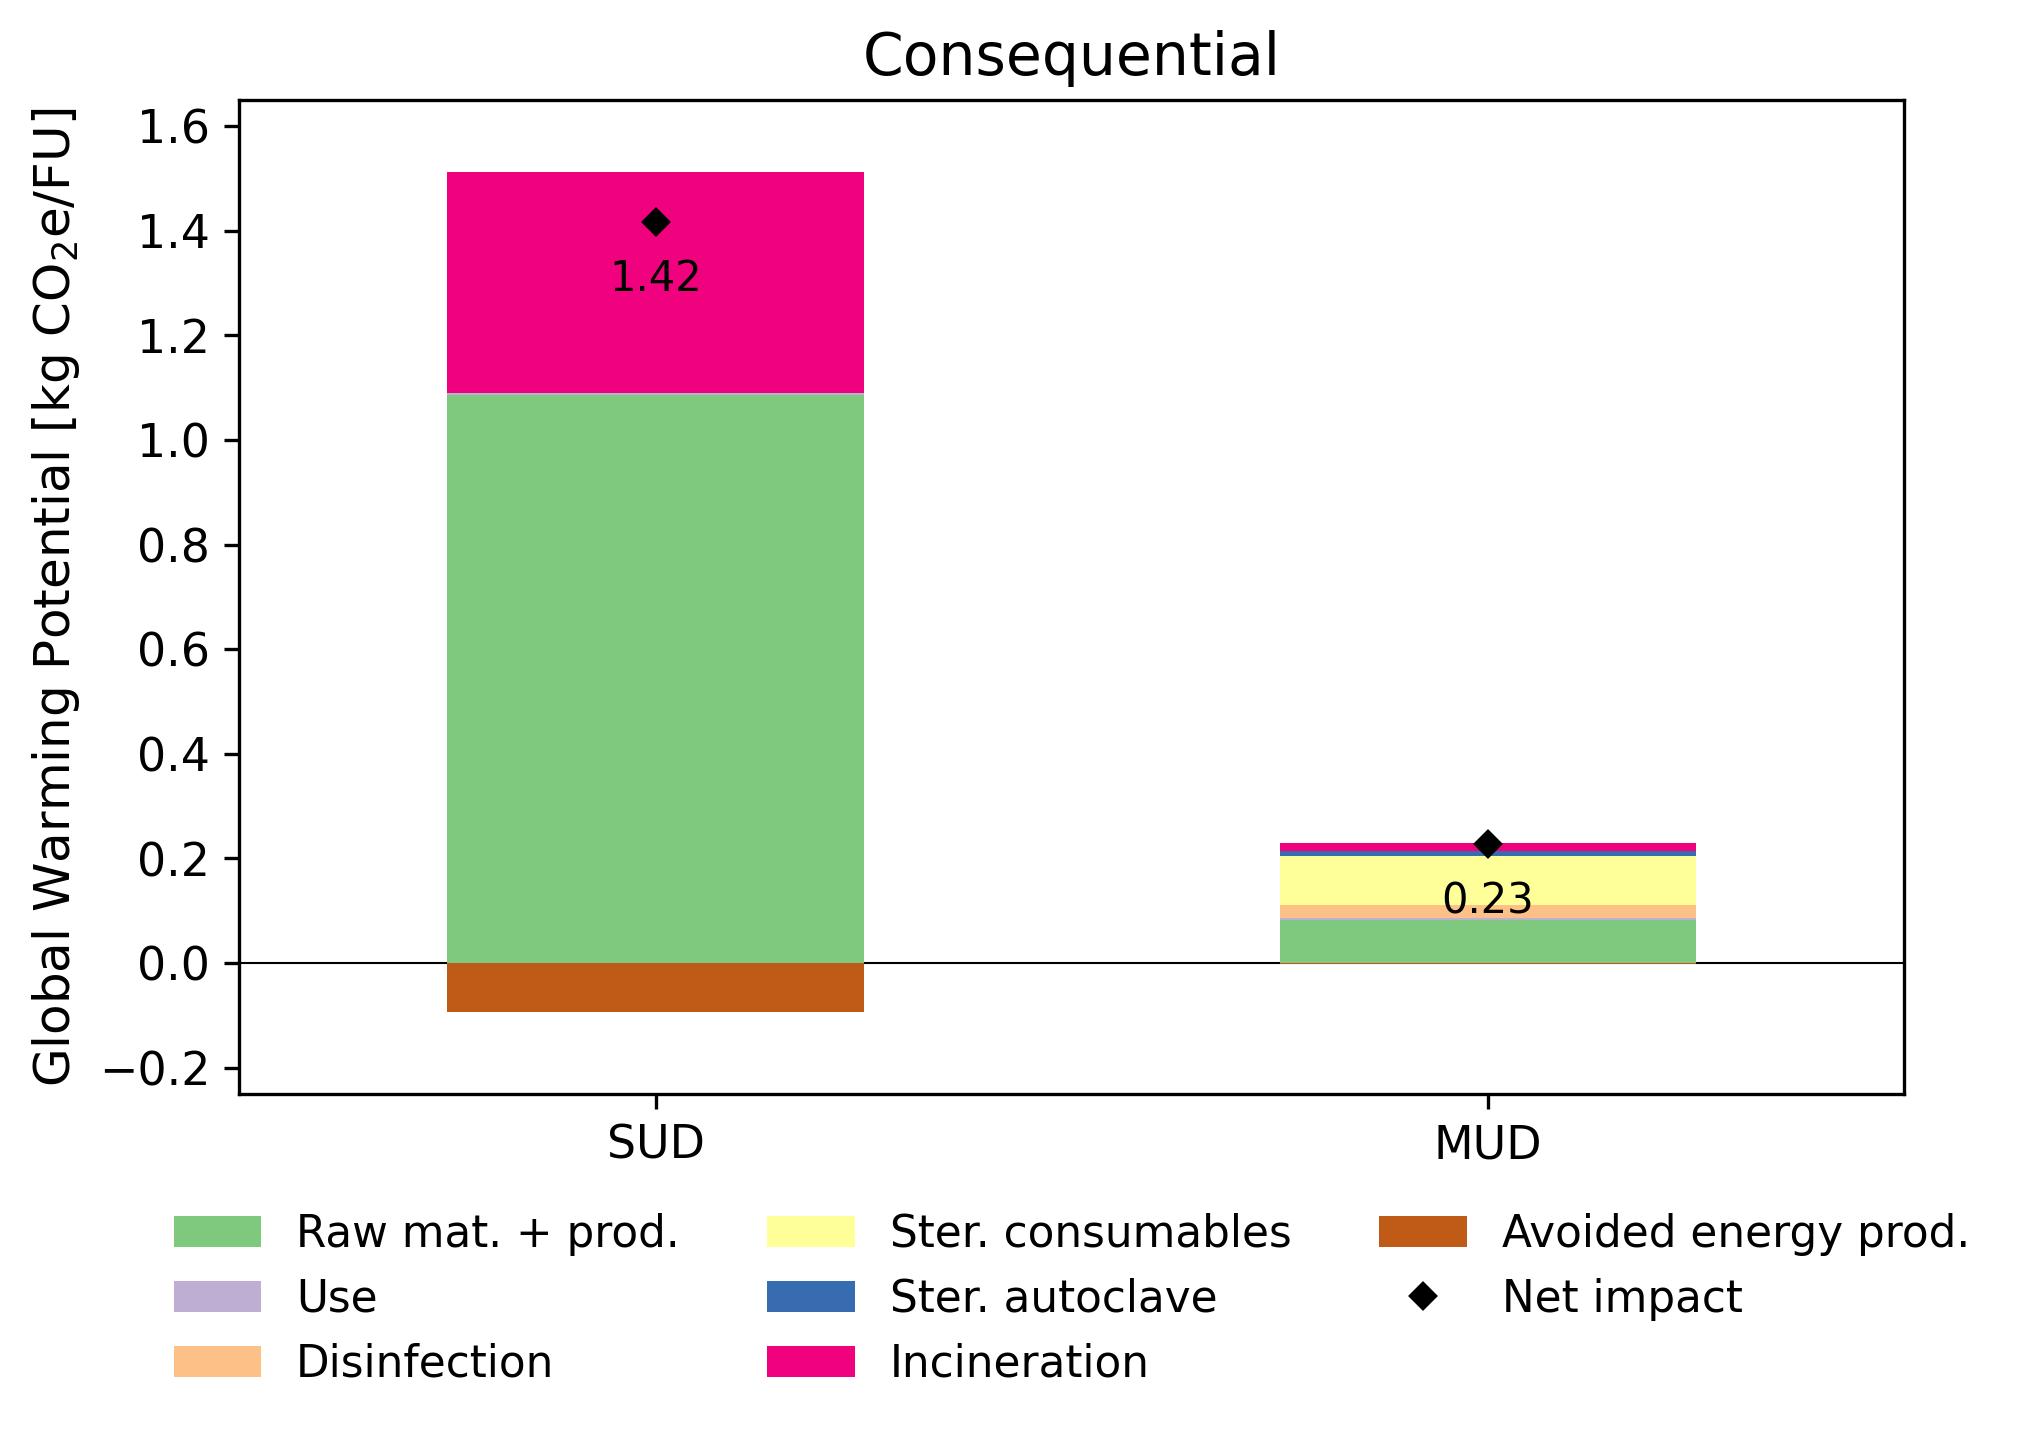 Consequential
Global Warming Potential [kg CO₂e/FU]
1.6
1.4
1.2
1.0
0.8
0.6
0.4
0.2
0.0
−0.2
1.42
0.23
SUD
MUD
Raw mat. + prod.
Use
Disinfection
Ster. consumables
Ster. autoclave
Incineration
Avoided energy prod.
Net impact